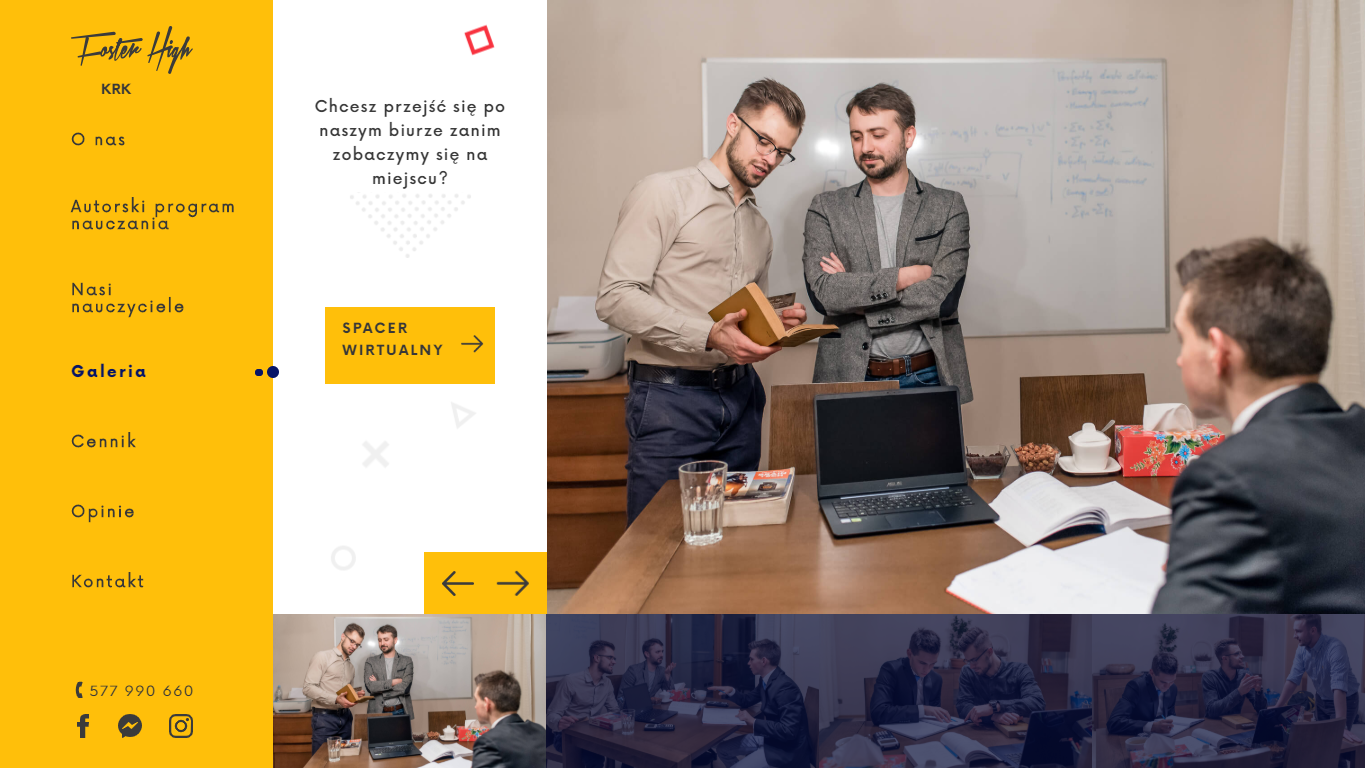 Foster High
KRK
O nas
Autorski program
nauczania
Nasi
nauczyciele
Galeria
Cennik
Opinie
Kontakt
577 990 660
Chcesz przejść się po
naszym biurze zanim
zobaczymy się na
miejscu?
SPACER
WIRTUALNY